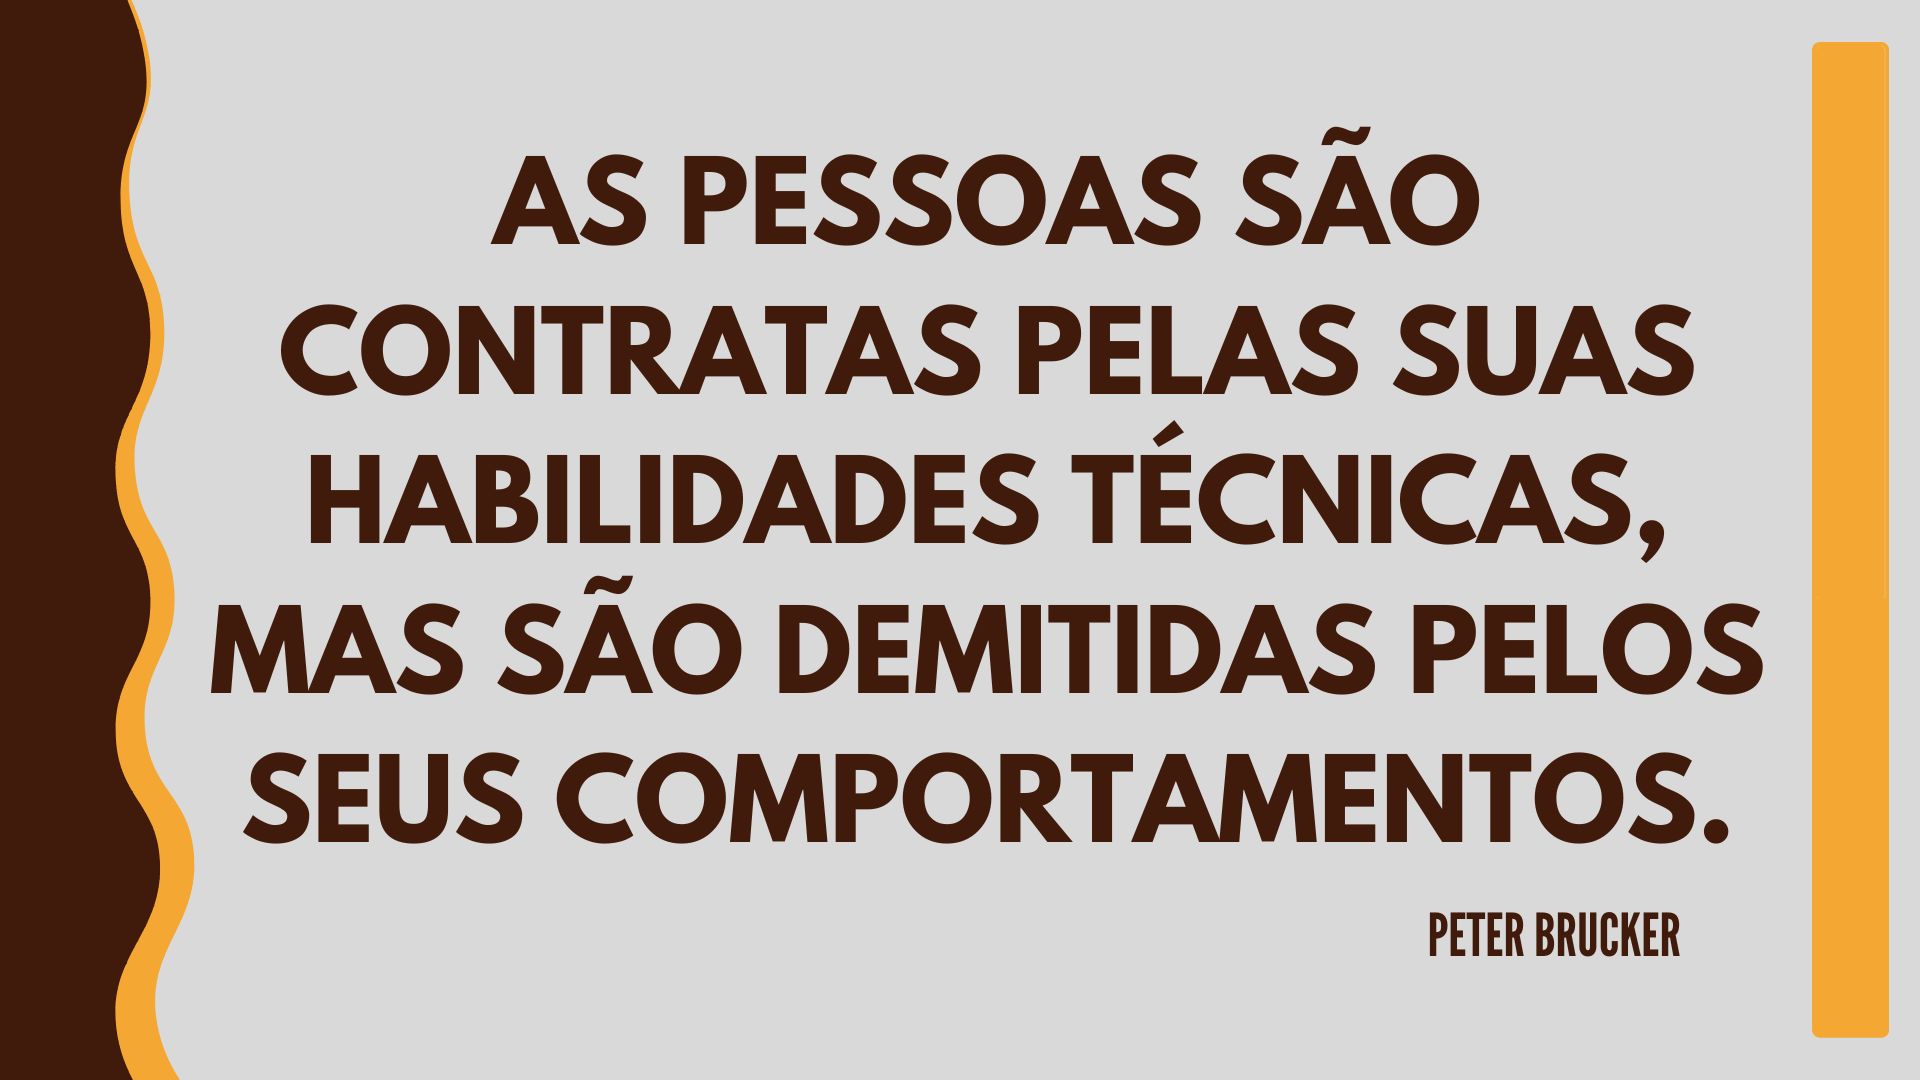 AS PESSOAS SÃO
CONTRATAS PELAS SUAS
HABILIDADES TÉCNICAS,
MAS SÃO DEMITIDAS PELOS
SEUS COMPORTAMENTOS.
PETER BRUCKER